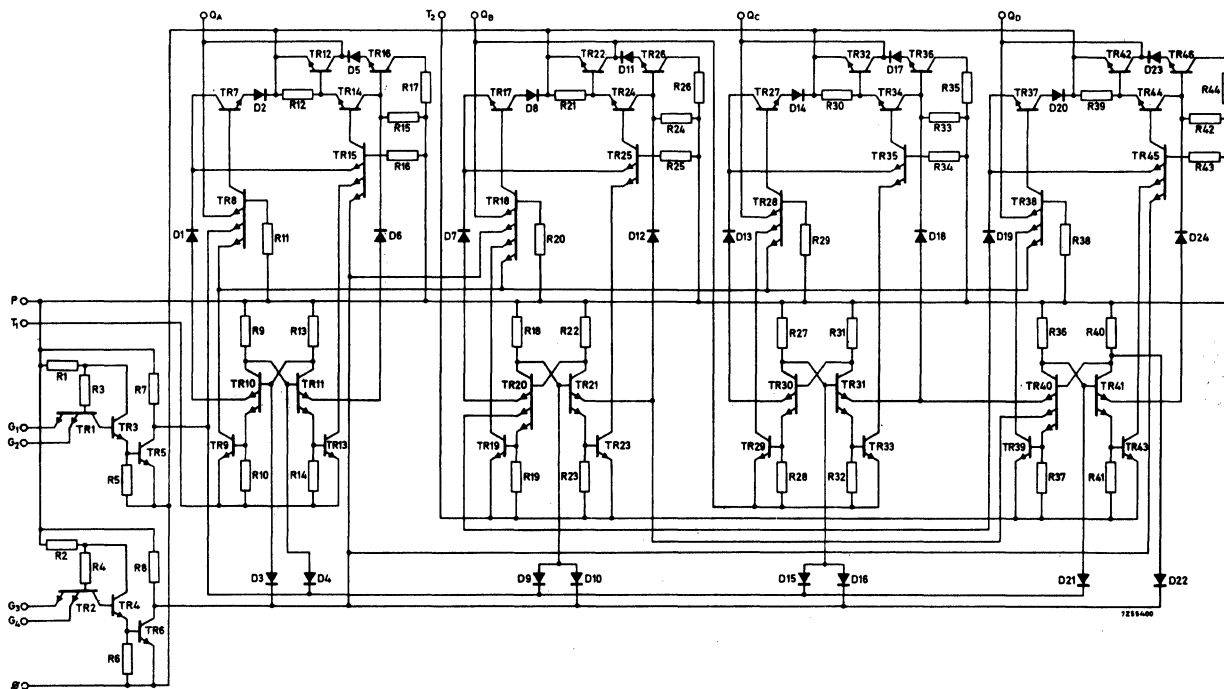 QA T2 QB QC QD
TR12 TR16 TR22 TR26 TR32 TR36 TR42 TR46
D5 D11 D17 D23
TR7 D2 R12 TR14 R17 TR17 D8 R21 TR24 R26 TR27 D14 R30 TR34 R35 TR37 D20 R39 TR44 R44
R15 R24 R33 R42
TR15 R16 TR25 R25 TR35 R34 TR45 R43
TR8 TR18 TR28 TR38
D1 R11 D6 D7 R20 D12 D13 R29 D18 D19 R38 D24
P
T1
R9 R13 R18 R22 R27 R31 R36 R40
R1 R3 R7
TR10 TR11 TR20 TR21 TR30 TR31 TR40 TR41
G1 TR1 TR3
G2 TR5 TR9 TR13 TR19 TR23 TR29 TR33 TR39 TR43
R5 R10 R14 R19 R23 R28 R32 R37 R41
R2 R4 R8
D3 D4 D9 D10 D15 D16 D21 D22
G3 TR2 TR4
G4 TR6
7Z55400
R6
Ø